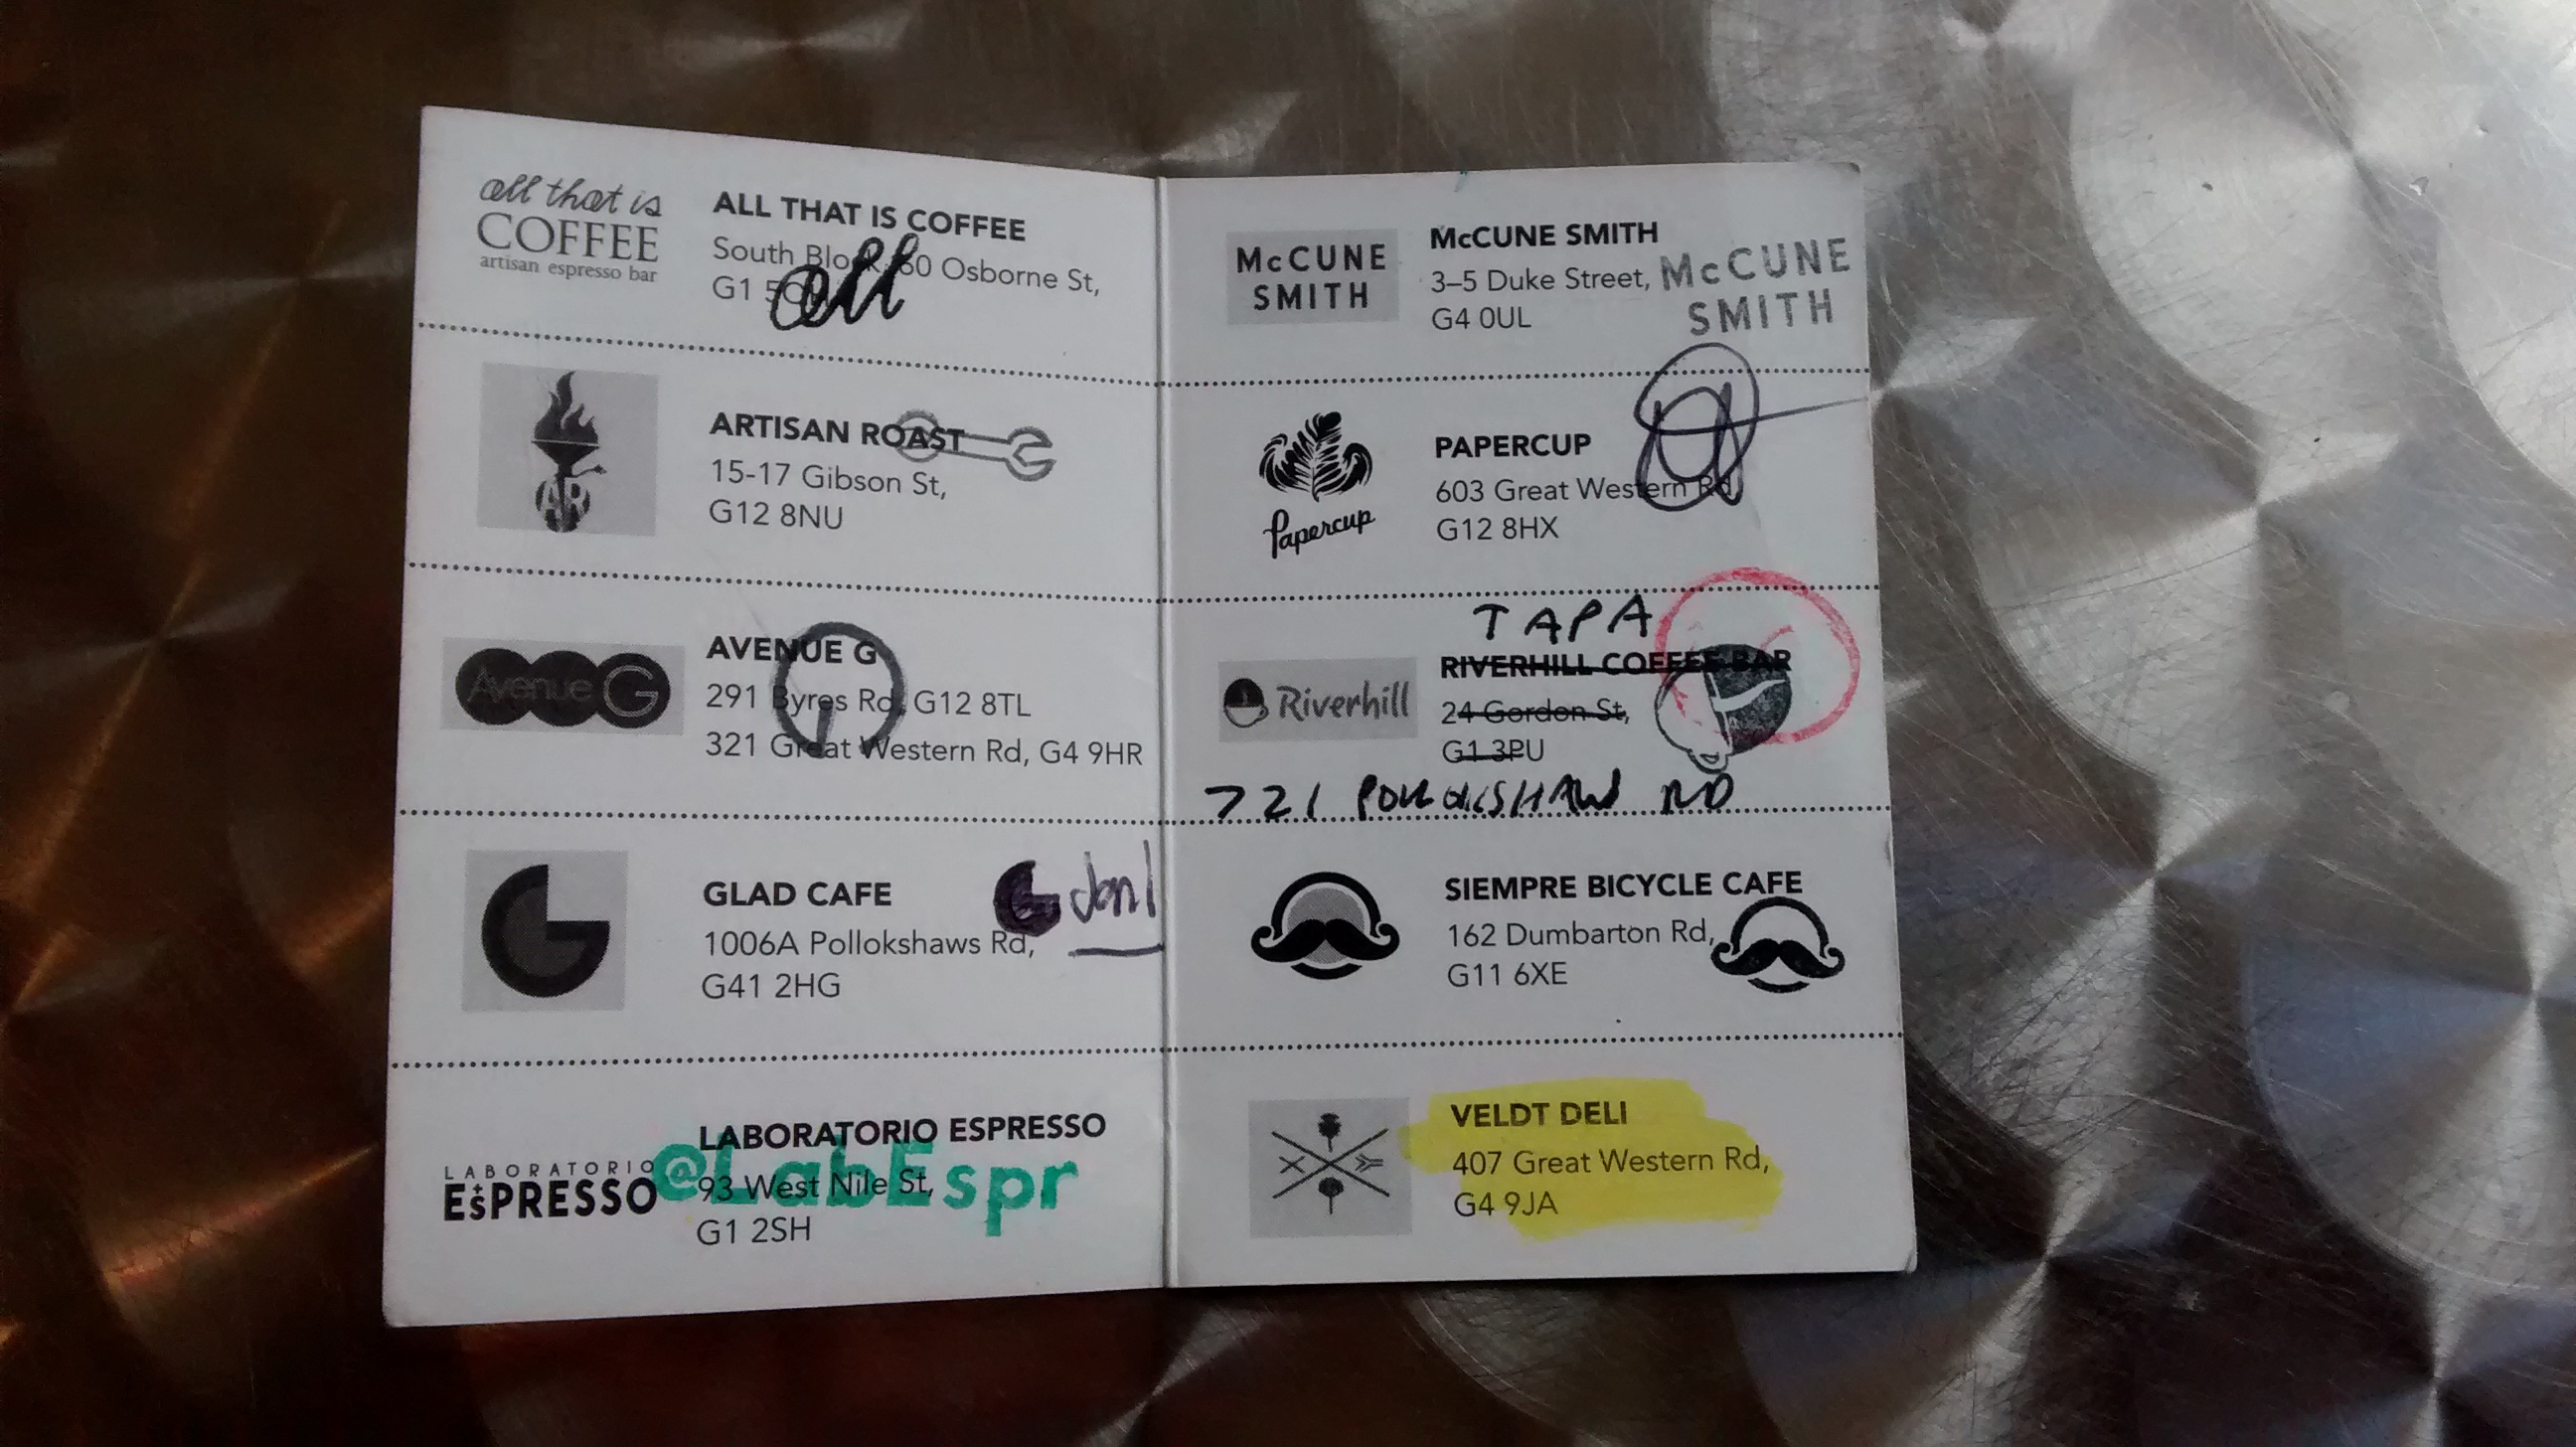 all that is
COFFEE
artisan espresso bar
ALL THAT IS COFFEE
South Block, 60 Osborne St,
G1
all
AR
ARTISAN ROAST
15-17 Gibson St,
G12 8NU
Avenue G
AVENUE G
291 Byres Rd, G12 8TL
321 Great Western Rd, G4 9HR
GLAD CAFE
1006A Pollokshaws Rd,
G41 2HG
LABORATORIO
ESPRESSO
LABORATORIO ESPRESSO
93 West Nile St,
G1 2SH
@LabEspr
McCUNE
SMITH
McCUNE SMITH
3–5 Duke Street,
G4 0UL
McCUNE
SMITH
Papercup
PAPERCUP
603 Great Western Rd
G12 8HX
TAPA
Riverhill
RIVERHILL COFFEE BAR
24 Gordon St,
G1 3PU
721 POLLOKSHAW RD
SIEMPRE BICYCLE CAFE
162 Dumbarton Rd,
G11 6XE
VELDT DELI
407 Great Western Rd,
G4 9JA